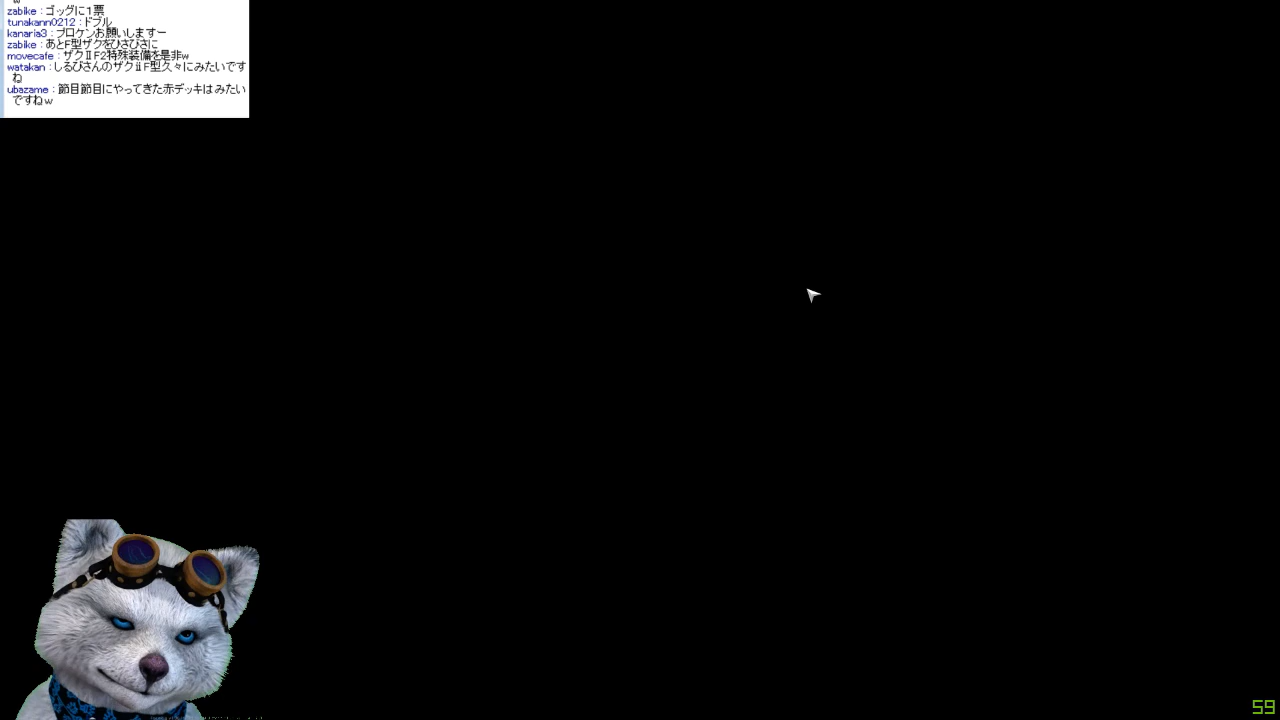 w
zabike：ゴッグに1票
tunakann0212：ドブル
kanaria3：ブロケンお願いしますー
zabike：あとF型ザクをひさびさに
movecafe：ザクⅡF2特殊装備を是非w
watakan：しるびさんのザクⅱF型久々にみたいです
ね
ubazame：節目節目にやってきた赤デッキはみたい
ですねｗ
59